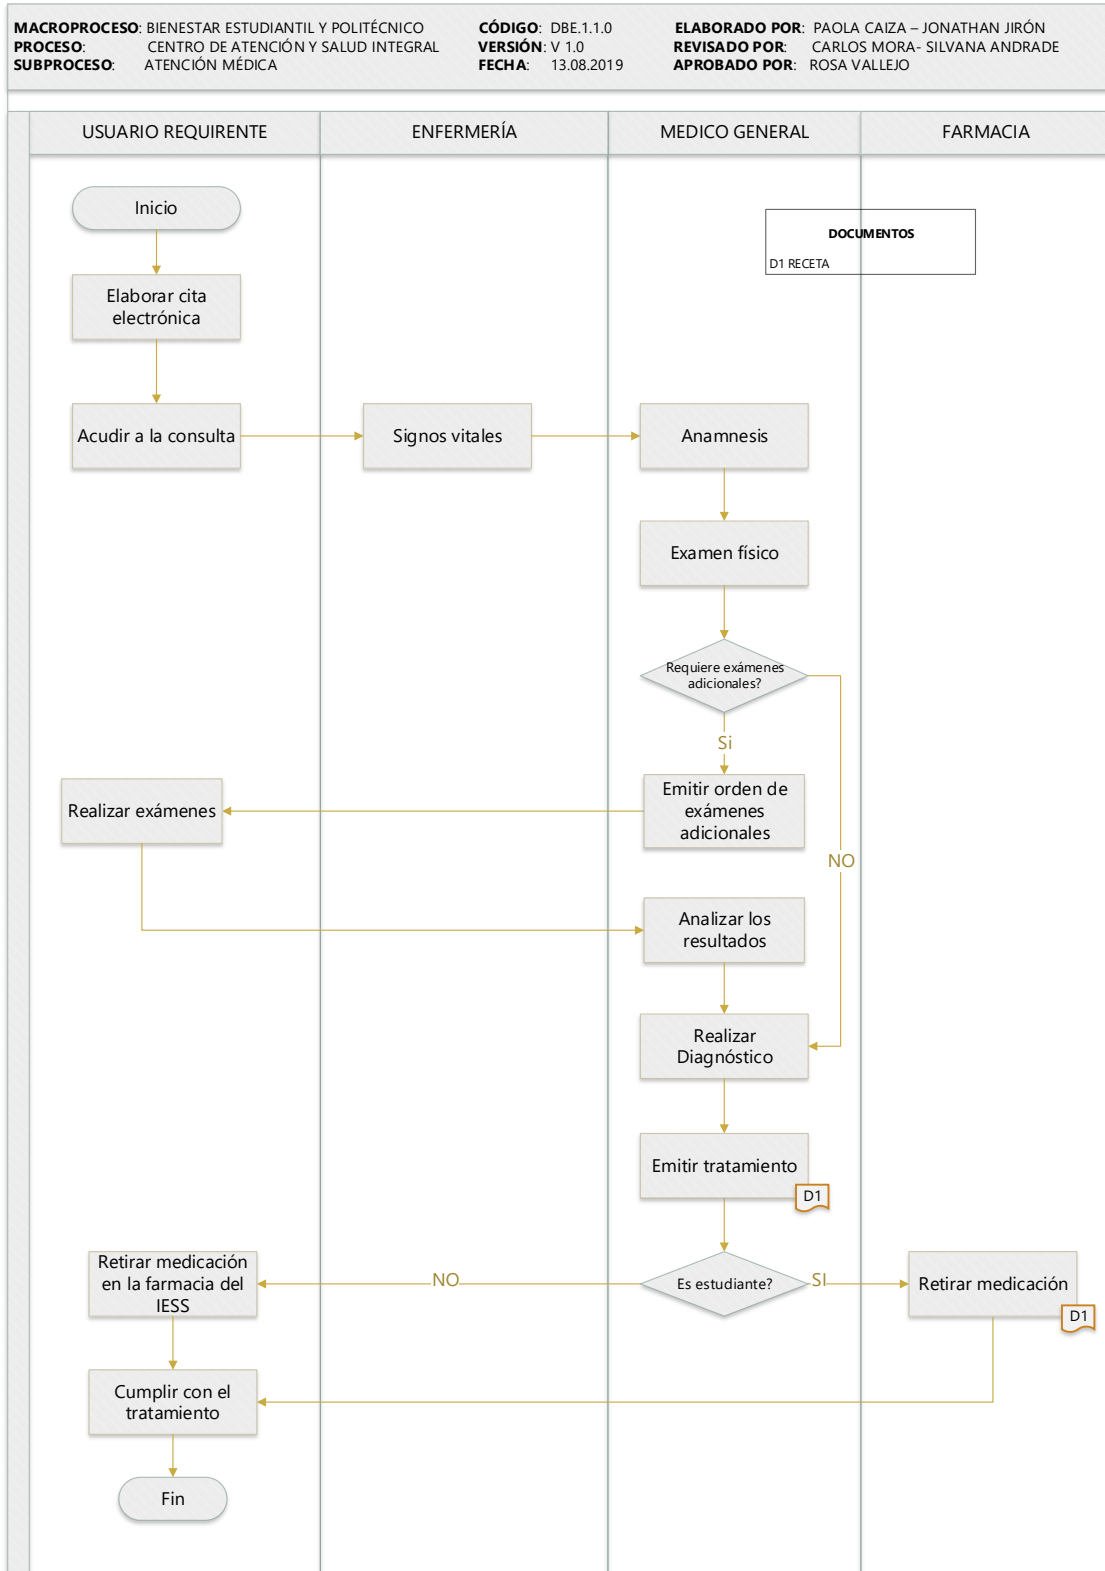 MACROPROCESO: BIENESTAR ESTUDIANTIL Y POLITÉCNICO
PROCESO: CENTRO DE ATENCIÓN Y SALUD INTEGRAL
SUBPROCESO: ATENCIÓN MÉDICA
CÓDIGO: DBE.1.1.0
VERSIÓN: V 1.0
FECHA: 13.08.2019
ELABORADO POR: PAOLA CAIZA – JONATHAN JIRÓN
REVISADO POR: CARLOS MORA- SILVANA ANDRADE
APROBADO POR: ROSA VALLEJO
USUARIO REQUIRENTE
ENFERMERÍA
MEDICO GENERAL
FARMACIA
Inicio
DOCUMENTOS
D1 RECETA
Elaborar cita
electrónica
Acudir a la consulta
Signos vitales
Anamnesis
Examen físico
Requiere exámenes
adicionales?
Si
Realizar exámenes
Emitir orden de
exámenes
adicionales
NO
Analizar los
resultados
Realizar
Diagnóstico
Emitir tratamiento
D1
Retirar medicación
en la farmacia del
IESS
NO
Es estudiante?
SI
Retirar medicación
D1
Cumplir con el
tratamiento
Fin